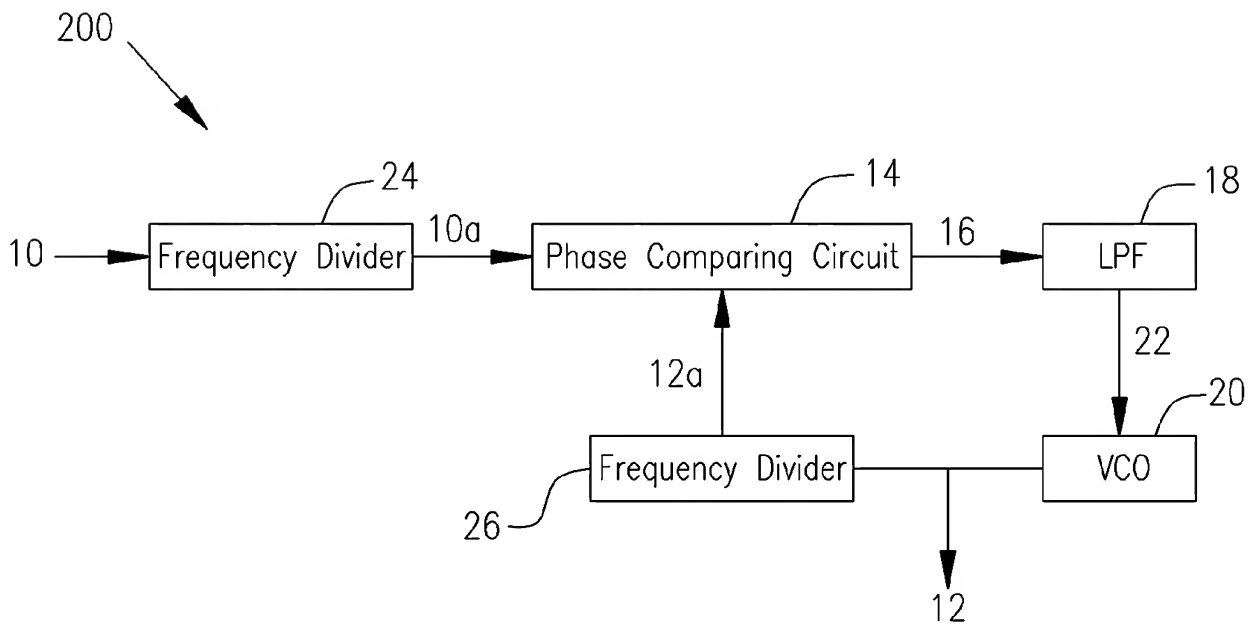 200
24
14
18
10
Frequency Divider
10a
Phase Comparing Circuit
16
LPF
12a
22
20
Frequency Divider
VCO
26
12